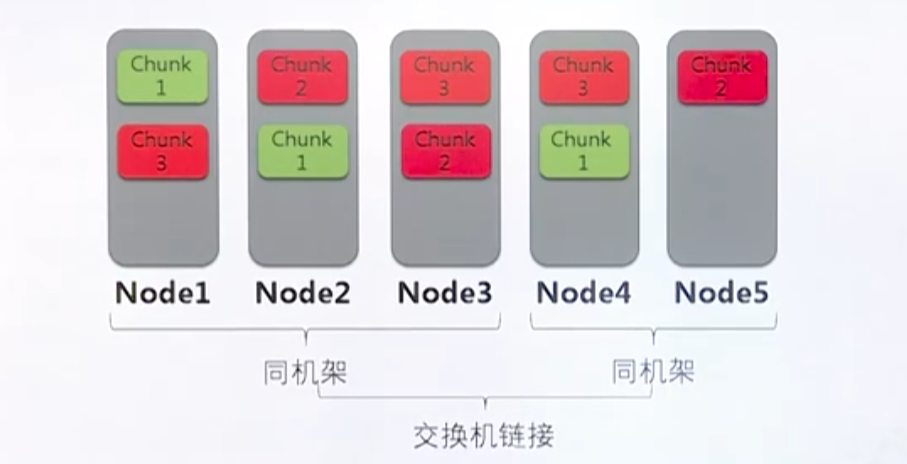 Chunk
1
Chunk
2
Chunk
3
Chunk
3
Chunk
2
Chunk
3
Chunk
1
Chunk
2
Chunk
1
Node1
Node2
Node3
Node4
Node5
同机架
同机架
交换机链接